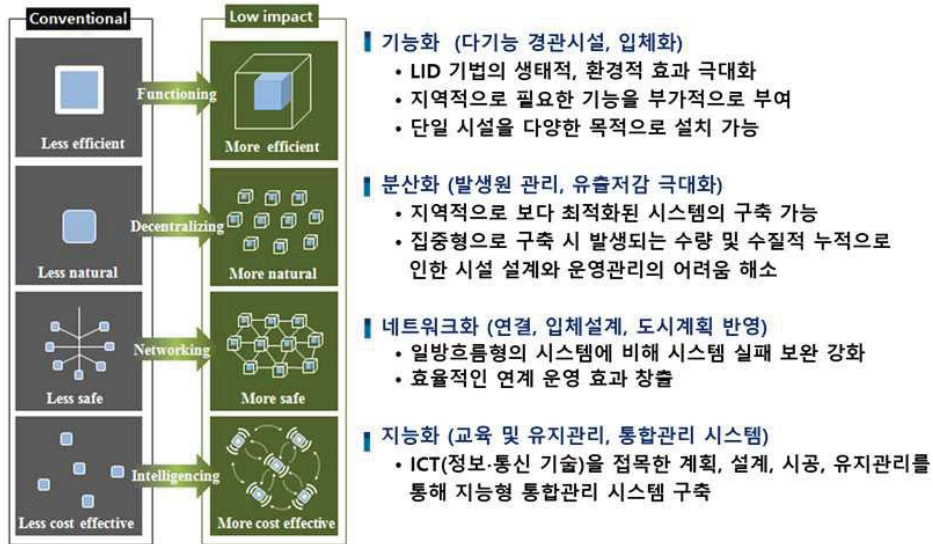 Conventional
Low impact
Less efficient
Functioning
More efficient
Less natural
Decentralizing
More natural
Less safe
Networking
More safe
Less cost effective
Intelligencing
More cost effective
기능화 (다기능 경관시설, 입체화)
• LID 기법의 생태적, 환경적 효과 극대화
• 지역적으로 필요한 기능을 부가적으로 부여
• 단일 시설을 다양한 목적으로 설치 가능
분산화 (발생원 관리, 유출저감 극대화)
• 지역적으로 보다 최적화된 시스템의 구축 가능
• 집중형으로 구축 시 발생되는 수량 및 수질적 누적으로
인한 시설 설계와 운영관리의 어려움 해소
네트워크화 (연결, 입체설계, 도시계획 반영)
• 일방흐름형의 시스템에 비해 시스템 실패 보완 강화
• 효율적인 연계 운영 효과 창출
지능화 (교육 및 유지관리, 통합관리 시스템)
• ICT(정보·통신 기술)을 접목한 계획, 설계, 시공, 유지관리를
통해 지능형 통합관리 시스템 구축